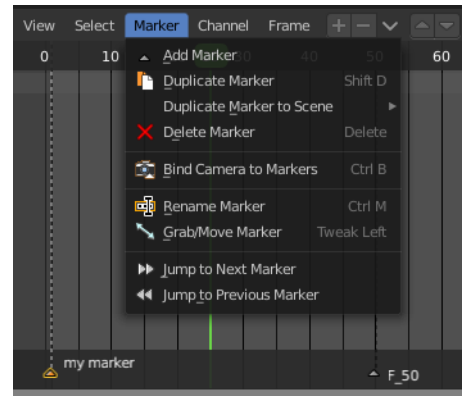 View Select Marker Channel Frame
0 10 30 40 50 60
Add Marker
Duplicate Marker Shift D
Duplicate Marker to Scene
Delete Marker Delete
Bind Camera to Markers Ctrl B
Rename Marker Ctrl M
Grab/Move Marker Tweak Left
Jump to Next Marker
Jump to Previous Marker
my marker
F_50